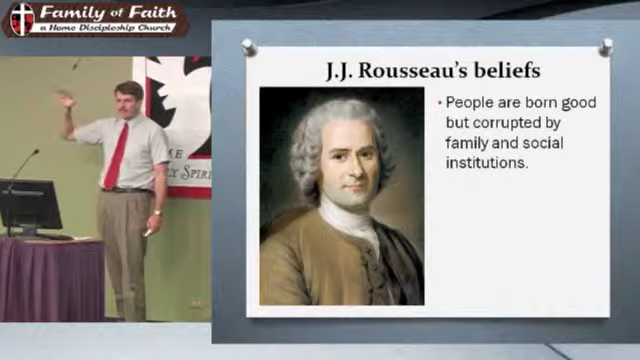 Family of Faith
a Home Discipleship Church
J.J. Rousseau's beliefs
• People are born good
but corrupted by
family and social
institutions.